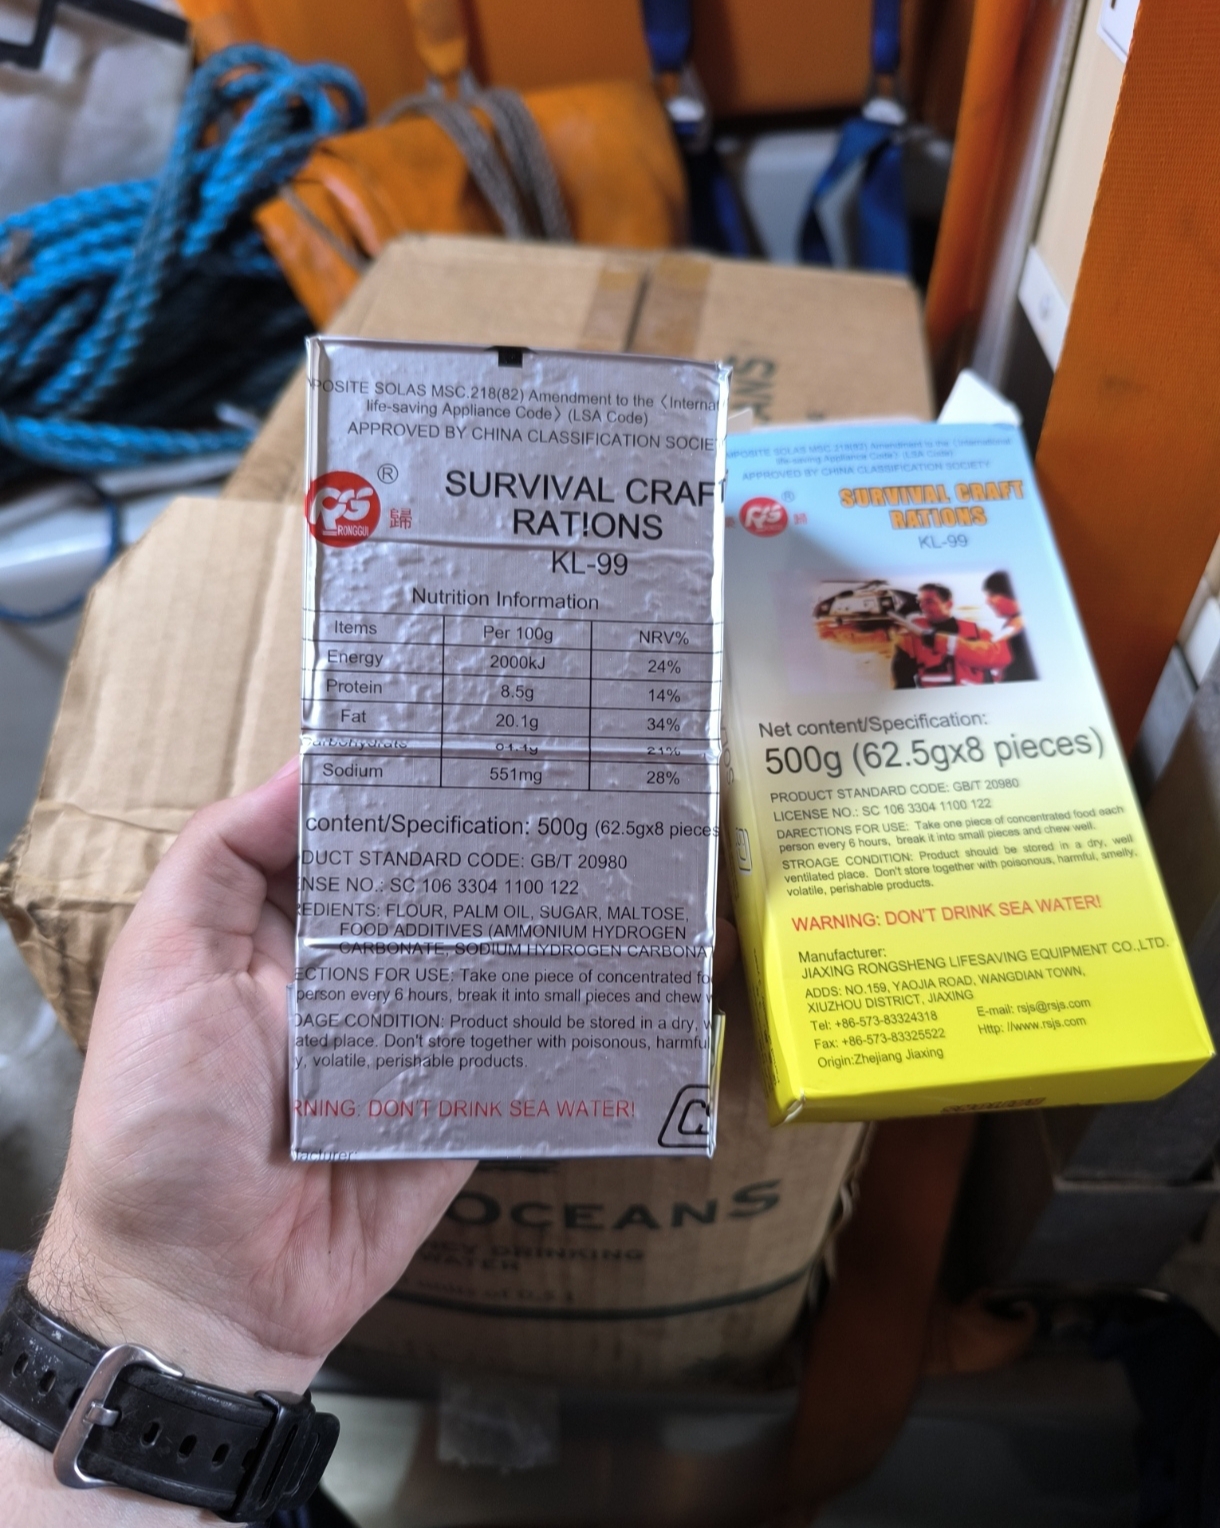 POSITE SOLAS MSC.218(82) Amendment to the 〈Internat
life-saving Appliance Code〉 (LSA Code)
APPROVED BY CHINA CLASSIFICATION SOCIE
RS
RONGGUI
®
歸
SURVIVAL CRAFT
RATIONS
KL-99
Nutrition Information
Items Per 100g NRV%
Energy 2000kJ 24%
Protein 8.5g 14%
Fat 20.1g 34%
Carbohydrate 21%
Sodium 551mg 28%
content/Specification: 500g (62.5gx8 pieces
DUCT STANDARD CODE: GB/T 20980
NSE NO.: SC 106 3304 1100 122
EDIENTS: FLOUR, PALM OIL, SUGAR, MALTOSE,
FOOD ADDITIVES (AMMONIUM HYDROGEN
CARBONATE, SODIUM HYDROGEN CARBONA
ECTIONS FOR USE: Take one piece of concentrated fo
person every 6 hours, break it into small pieces and chew w
AGE CONDITION: Product should be stored in a dry, w
ated place. Don't store together with poisonous, harmful
y, volatile, perishable products.
RNING: DON'T DRINK SEA WATER!
facturer:
MPOSITE SOLAS MSC.218(82) Amendment to the 〈International
life-saving Appliance Code〉 (LSA Code)
APPROVED BY CHINA CLASSIFICATION SOCIETY
RS
®
歸
SURVIVAL CRAFT
RATIONS
KL-99
Net content/Specification:
500g (62.5gx8 pieces)
PRODUCT STANDARD CODE: GB/T 20980
LICENSE NO.: SC 106 3304 1100 122
DARECTIONS FOR USE: Take one piece of concentrated food each
person every 6 hours, break it into small pieces and chew well.
STROAGE CONDITION: Product should be stored in a dry, well
ventilated place. Don't store together with poisonous, harmful, smelly,
volatile, perishable products.
WARNING: DON'T DRINK SEA WATER!
Manufacturer:
JIAXING RONGSHENG LIFESAVING EQUIPMENT CO.,LTD.
ADDS: NO.159, YAOJIA ROAD, WANGDIAN TOWN,
XIUZHOU DISTRICT, JIAXING
Tel: +86-573-83324318 E-mail: rsjs@rsjs.com
Fax: +86-573-83325522 Http: //www.rsjs.com
Origin:Zhejiang Jiaxing
OCEANS
DRINKING
WATER